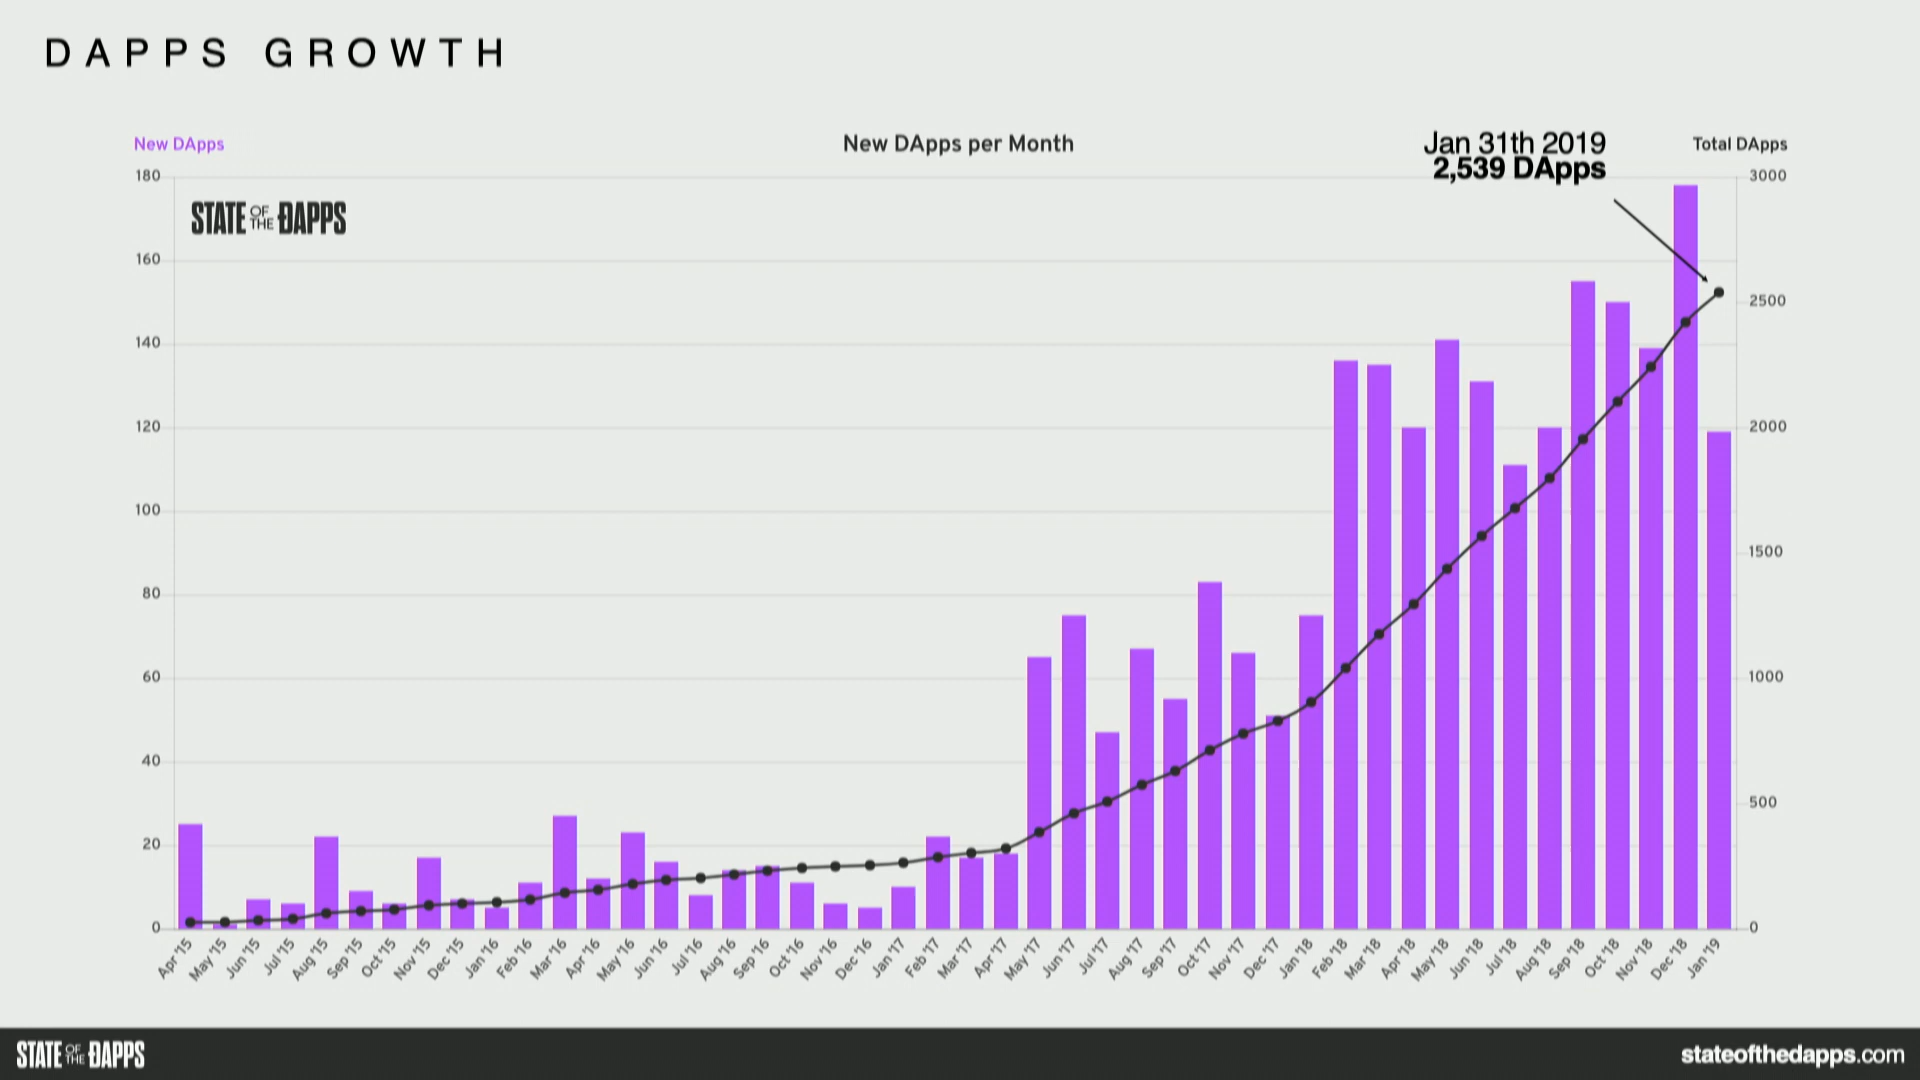 DAPPS GROWTH
New DApps
New DApps per Month
Jan 31th 2019
2,539 DApps
Total DApps
180
160
140
120
100
80
60
40
20
0
STATE OF THE ĐAPPS
3000
2500
2000
1500
1000
500
0
Apr '15
May '15
Jun '15
Jul '15
Aug '15
Sep '15
Oct '15
Nov '15
Dec '15
Jan '16
Feb '16
Mar '16
Apr '16
May '16
Jun '16
Jul '16
Aug '16
Sep '16
Oct '16
Nov '16
Dec '16
Jan '17
Feb '17
Mar '17
Apr '17
May '17
Jun '17
Jul '17
Aug '17
Sep '17
Oct '17
Nov '17
Dec '17
Jan '18
Feb '18
Mar '18
Apr '18
May '18
Jun '18
Jul '18
Aug '18
Sep '18
Oct '18
Nov '18
Dec '18
Jan '19
STATE OF THE ĐAPPS
stateofthedapps.com